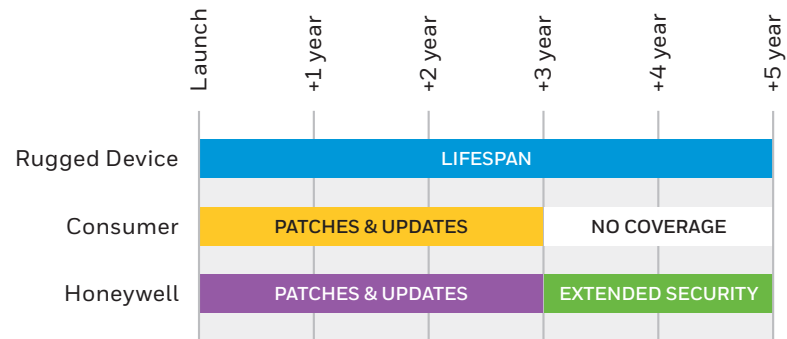 Launch
+1 year
+2 year
+3 year
+4 year
+5 year
Rugged Device
LIFESPAN
Consumer
PATCHES & UPDATES
NO COVERAGE
Honeywell
PATCHES & UPDATES
EXTENDED SECURITY